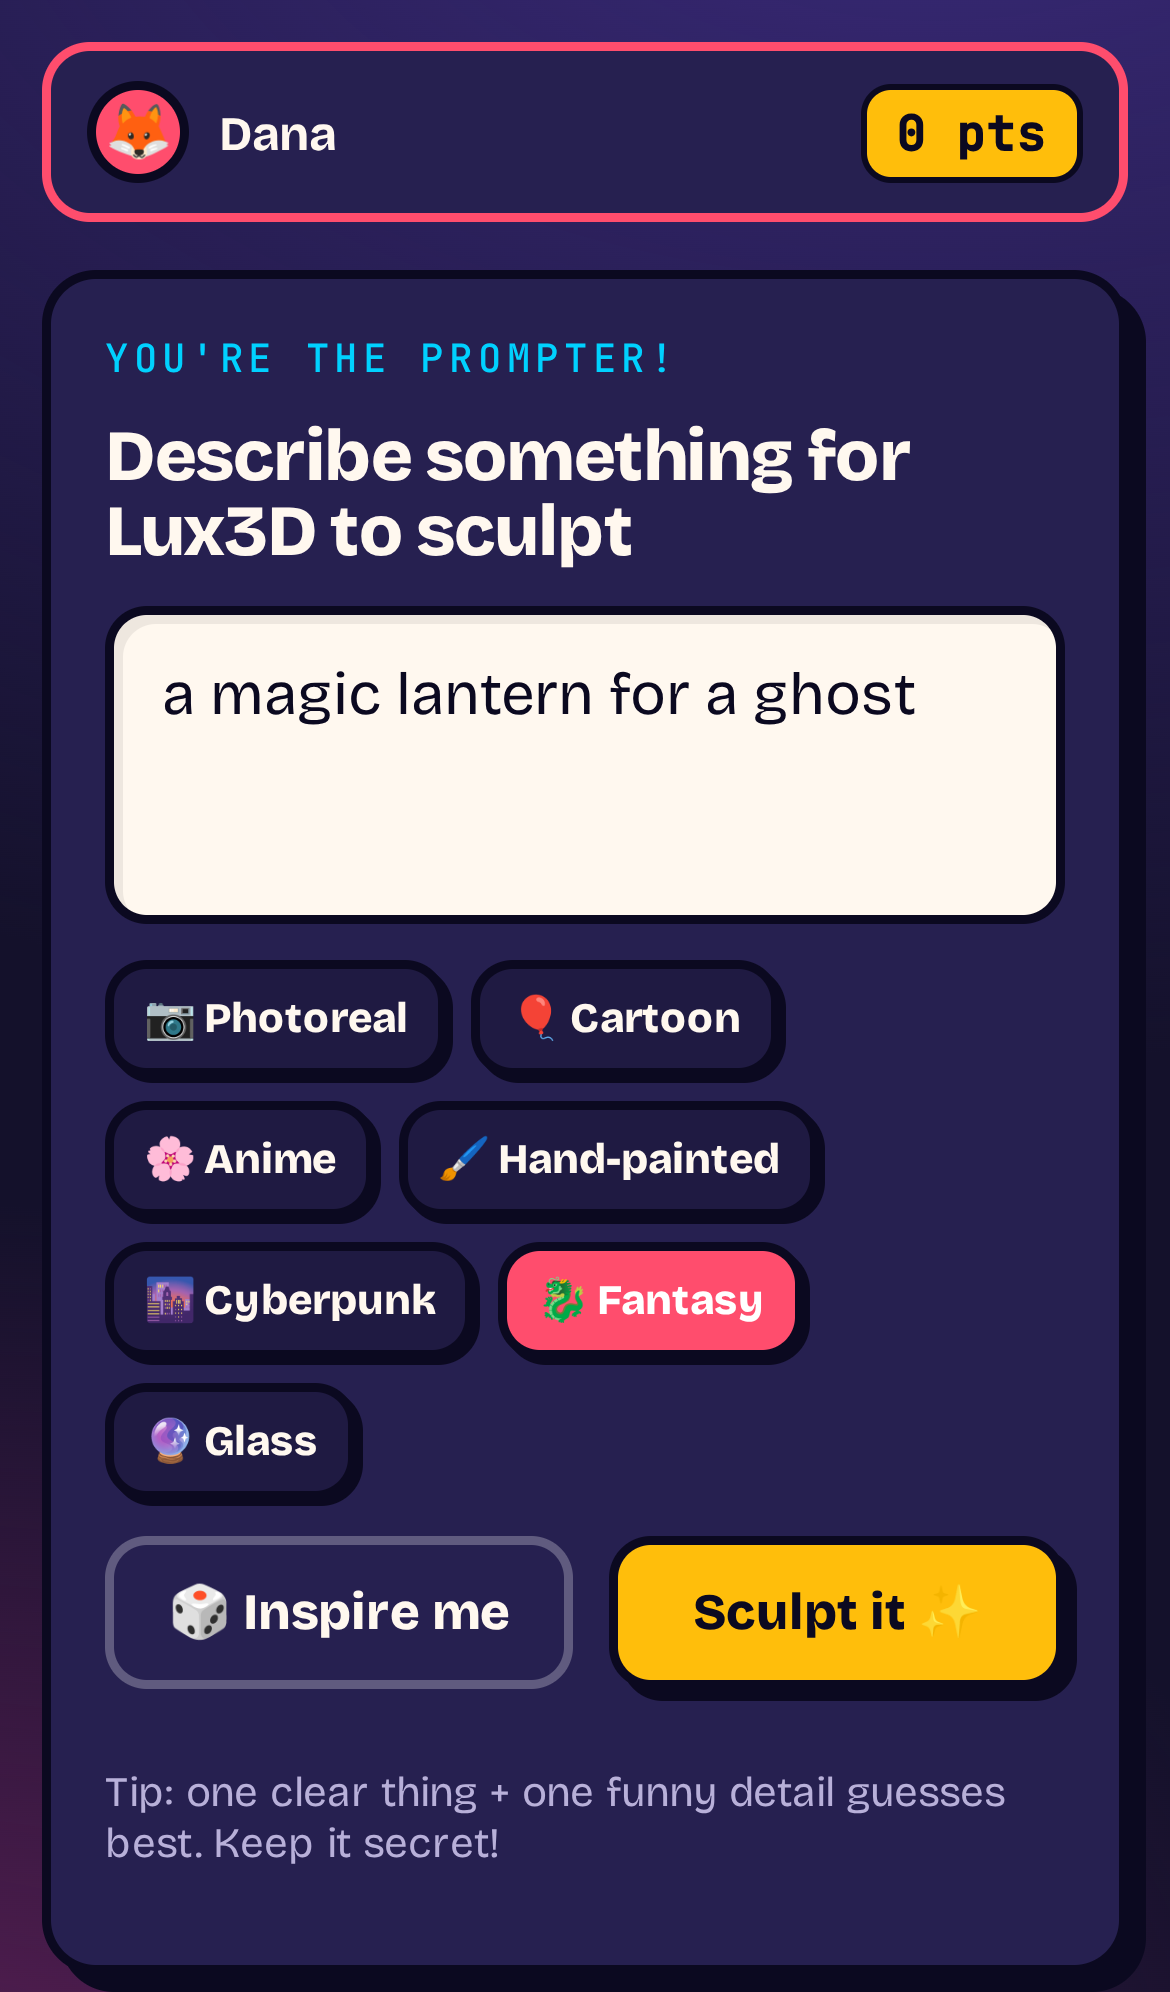 Dana
0 pts
YOU'RE THE PROMPTER!
Describe something for
Lux3D to sculpt
a magic lantern for a ghost
📷 Photoreal
🎈 Cartoon
🌸 Anime
🖌️ Hand-painted
🌆 Cyberpunk
🐉 Fantasy
🔮 Glass
🎲 Inspire me
Sculpt it ✨
Tip: one clear thing + one funny detail guesses
best. Keep it secret!